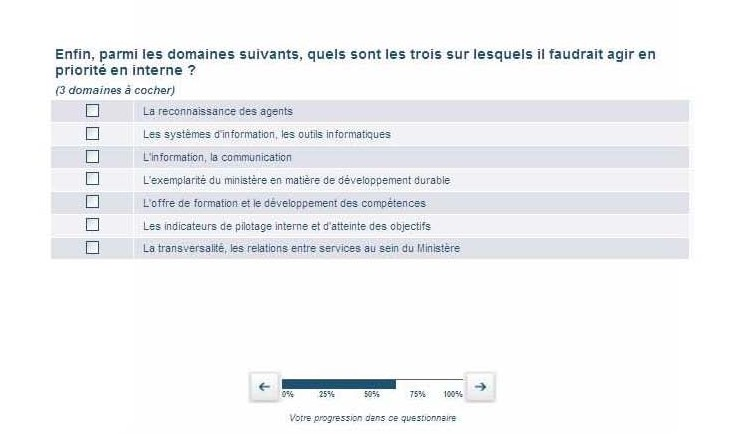 Enfin, parmi les domaines suivants, quels sont les trois sur lesquels il faudrait agir en
priorité en interne ?
(3 domaines à cocher)
La reconnaissance des agents
Les systèmes d'information, les outils informatiques
L'information, la communication
L'exemplarité du ministère en matière de développement durable
L'offre de formation et le développement des compétences
Les indicateurs de pilotage interne et d'atteinte des objectifs
La transversalité, les relations entre services au sein du Ministère
0% 25% 50% 75% 100%
Votre progression dans ce questionnaire